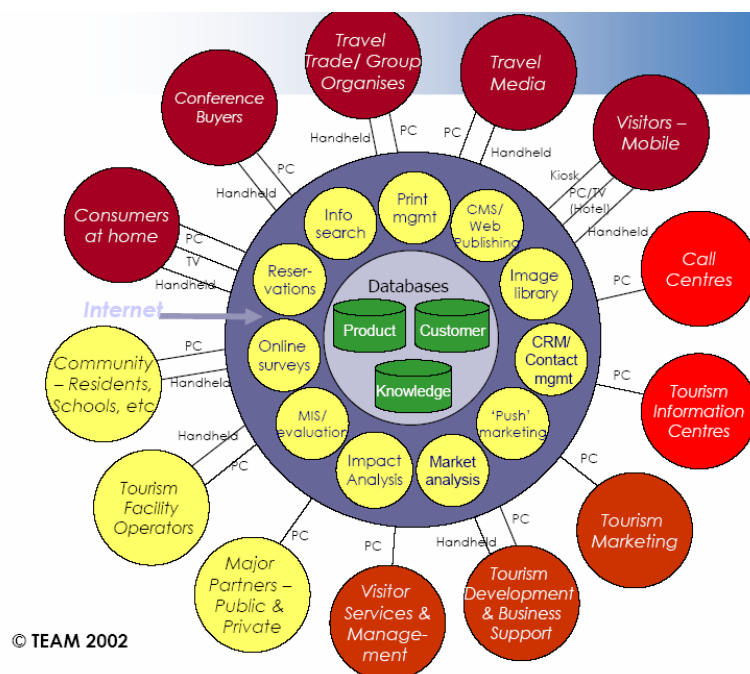 Travel
Trade/ Group
Organises
Travel
Media
Conference
Buyers
Visitors –
Mobile
Consumers
at home
Call
Centres
Tourism
Information
Centres
Tourism
Marketing
Tourism
Development
& Business
Support
Visitor
Services &
Manage-
ment
Major
Partners –
Public &
Private
Tourism
Facility
Operators
Community
– Residents,
Schools, etc
Handheld
PC
PC
Handheld
PC
Handheld
Kiosk
PC/TV
(Hotel)
Handheld
PC
TV
Handheld
PC
PC
PC
PC
Handheld
PC
PC
Handheld
PC
PC
Handheld
Internet
Info
search
Print
mgmt
CMS/
Web
Publishing
Image
library
CRM/
Contact
mgmt
'Push'
marketing
Market
analysis
Impact
Analysis
MIS/
evaluation
Online
surveys
Reser-
vations
Databases
Product
Customer
Knowledge
© TEAM 2002